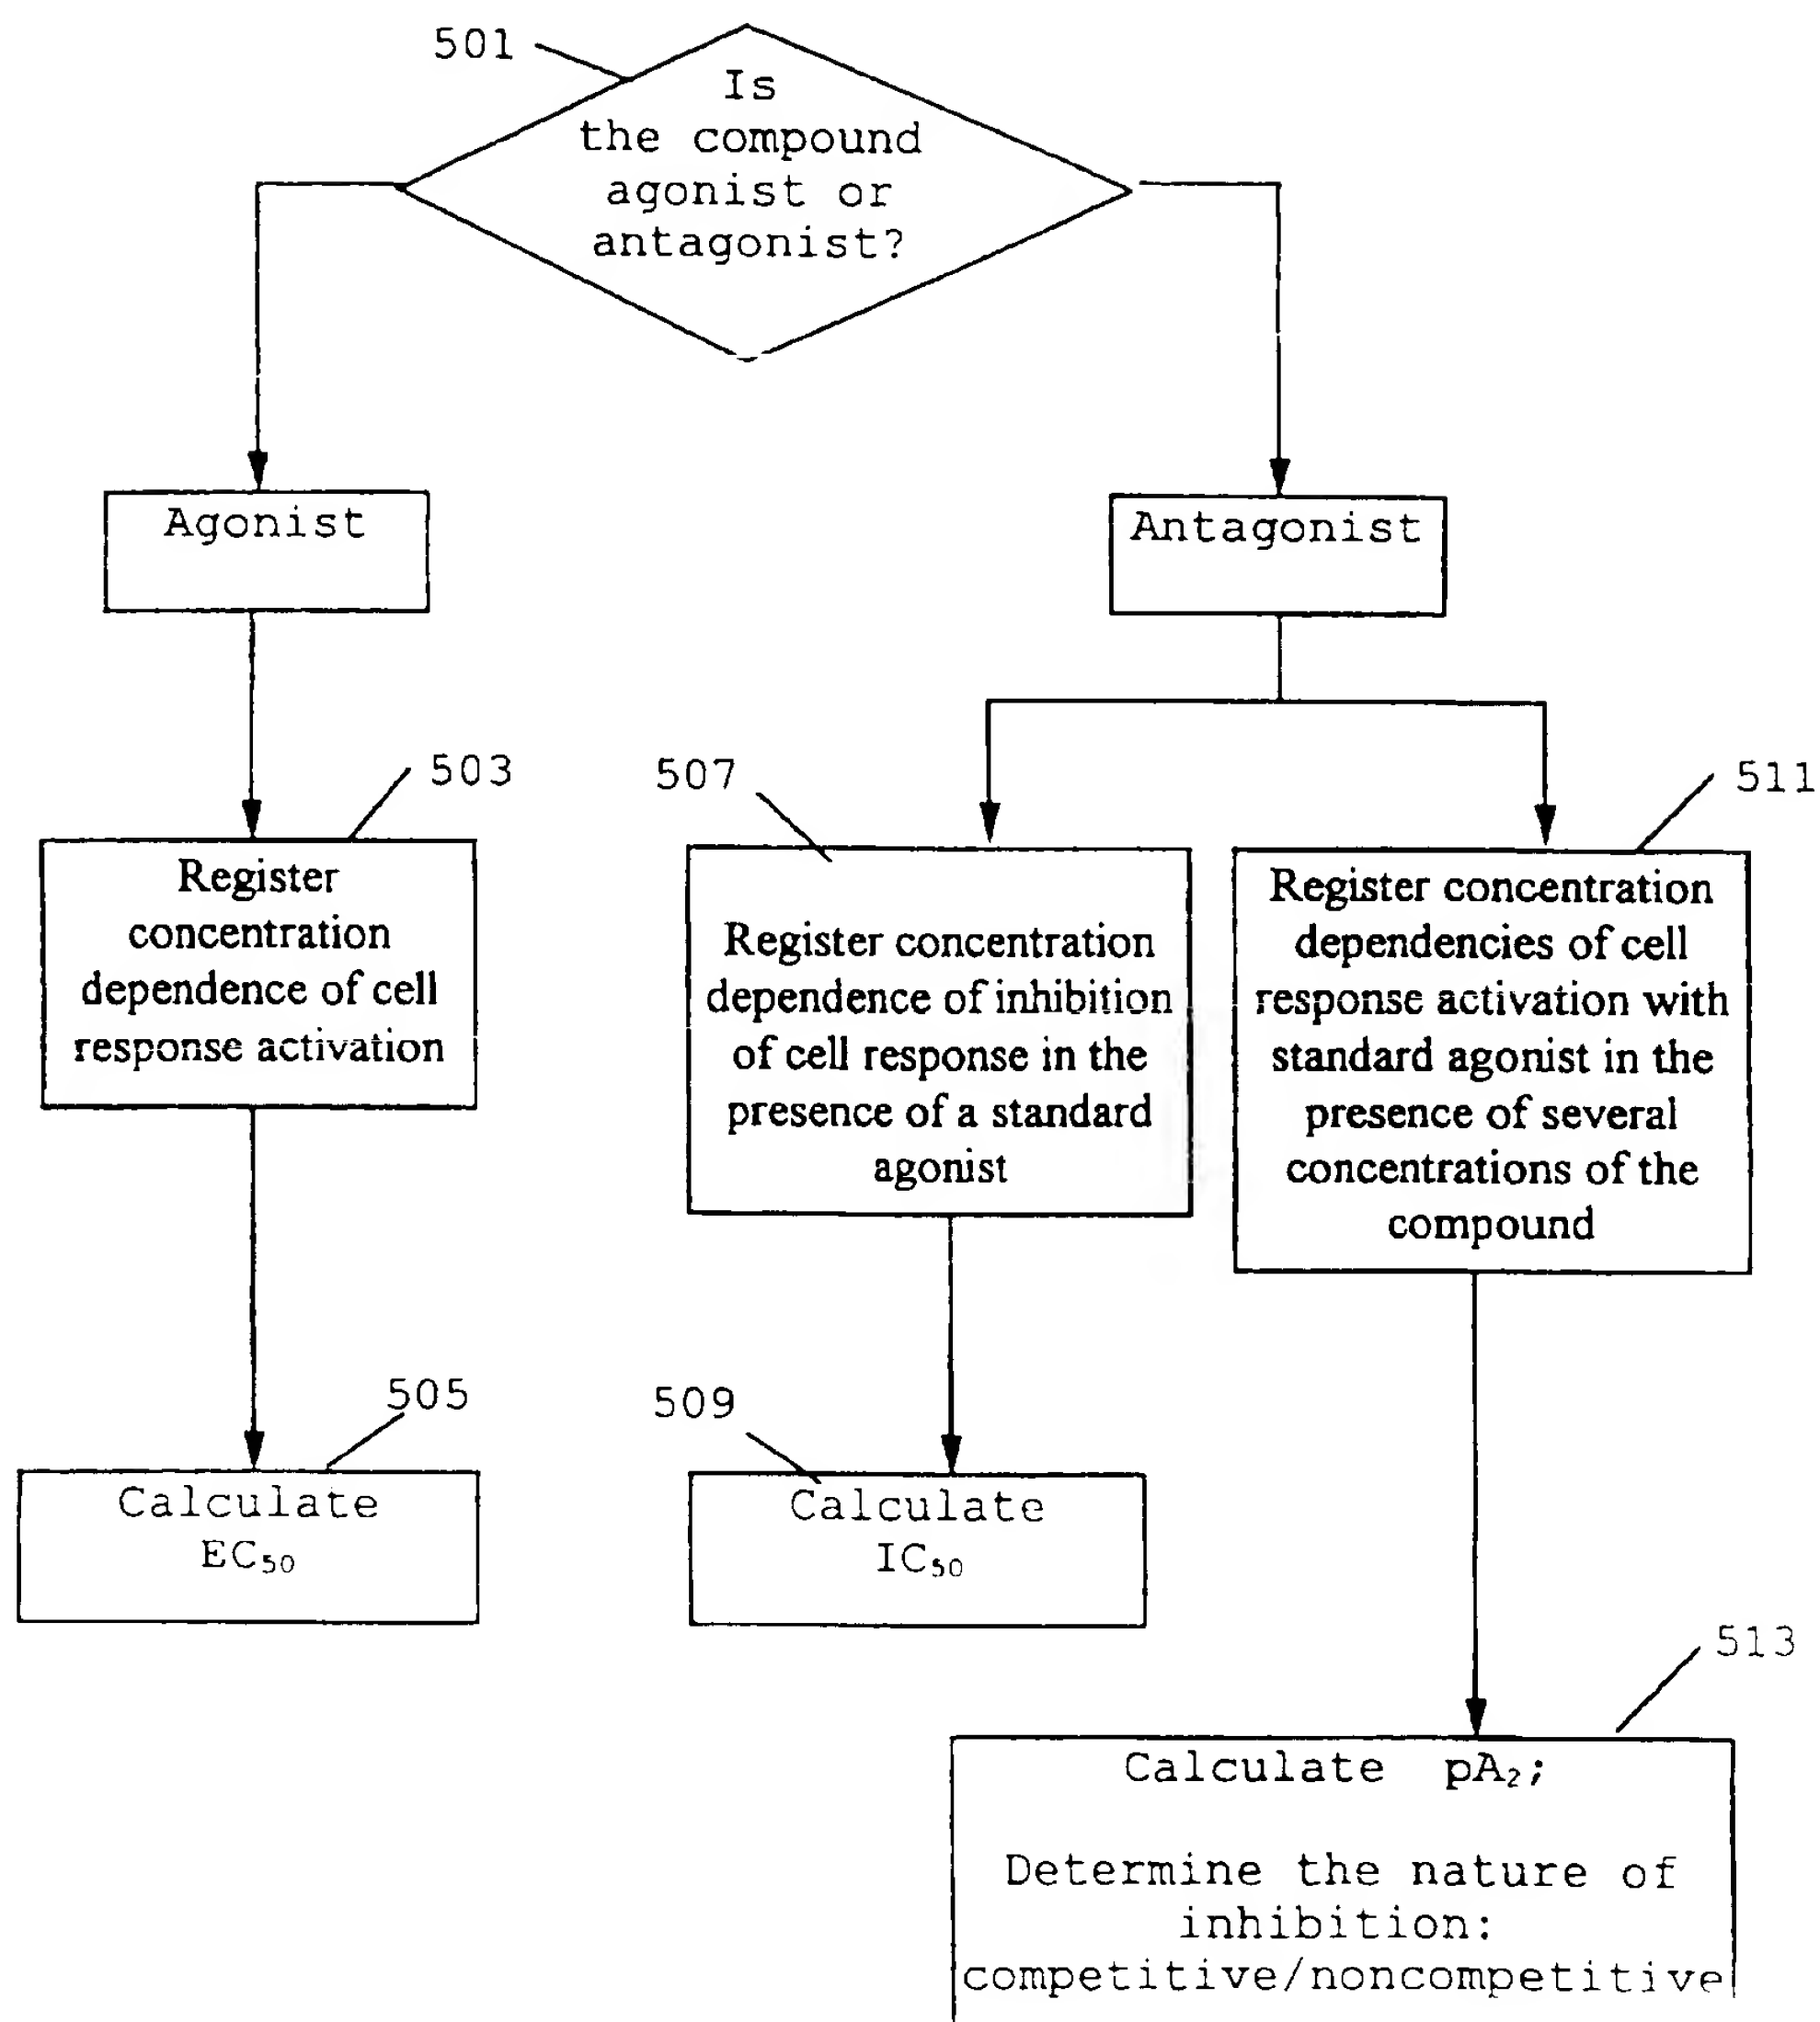 501
Is
the compound
agonist or
antagonist?
Agonist
Antagonist
503
Register
concentration
dependence of cell
response activation
507
Register concentration
dependence of inhibition
of cell response in the
presence of a standard
agonist
511
Register concentration
dependencies of cell
response activation with
standard agonist in the
presence of several
concentrations of the
compound
505
Calculate
EC₅₀
509
Calculate
IC₅₀
513
Calculate pA₂;
Determine the nature of
inhibition:
competitive/noncompetitive